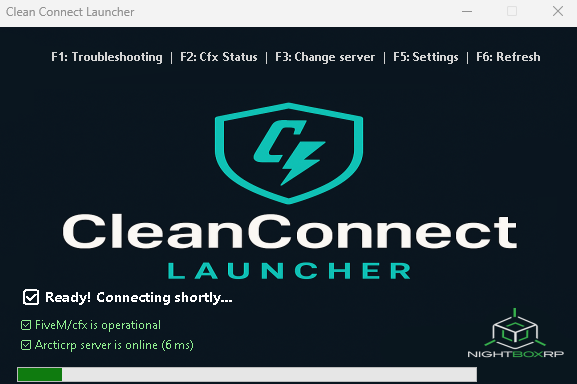 Clean Connect Launcher
F1: Troubleshooting | F2: Cfx Status | F3: Change server | F5: Settings | F6: Refresh
CF
CleanConnect
LAUNCHER
Ready! Connecting shortly...
FiveM/cfx is operational
Arcticrp server is online (6 ms)
NIGHTBOXRP